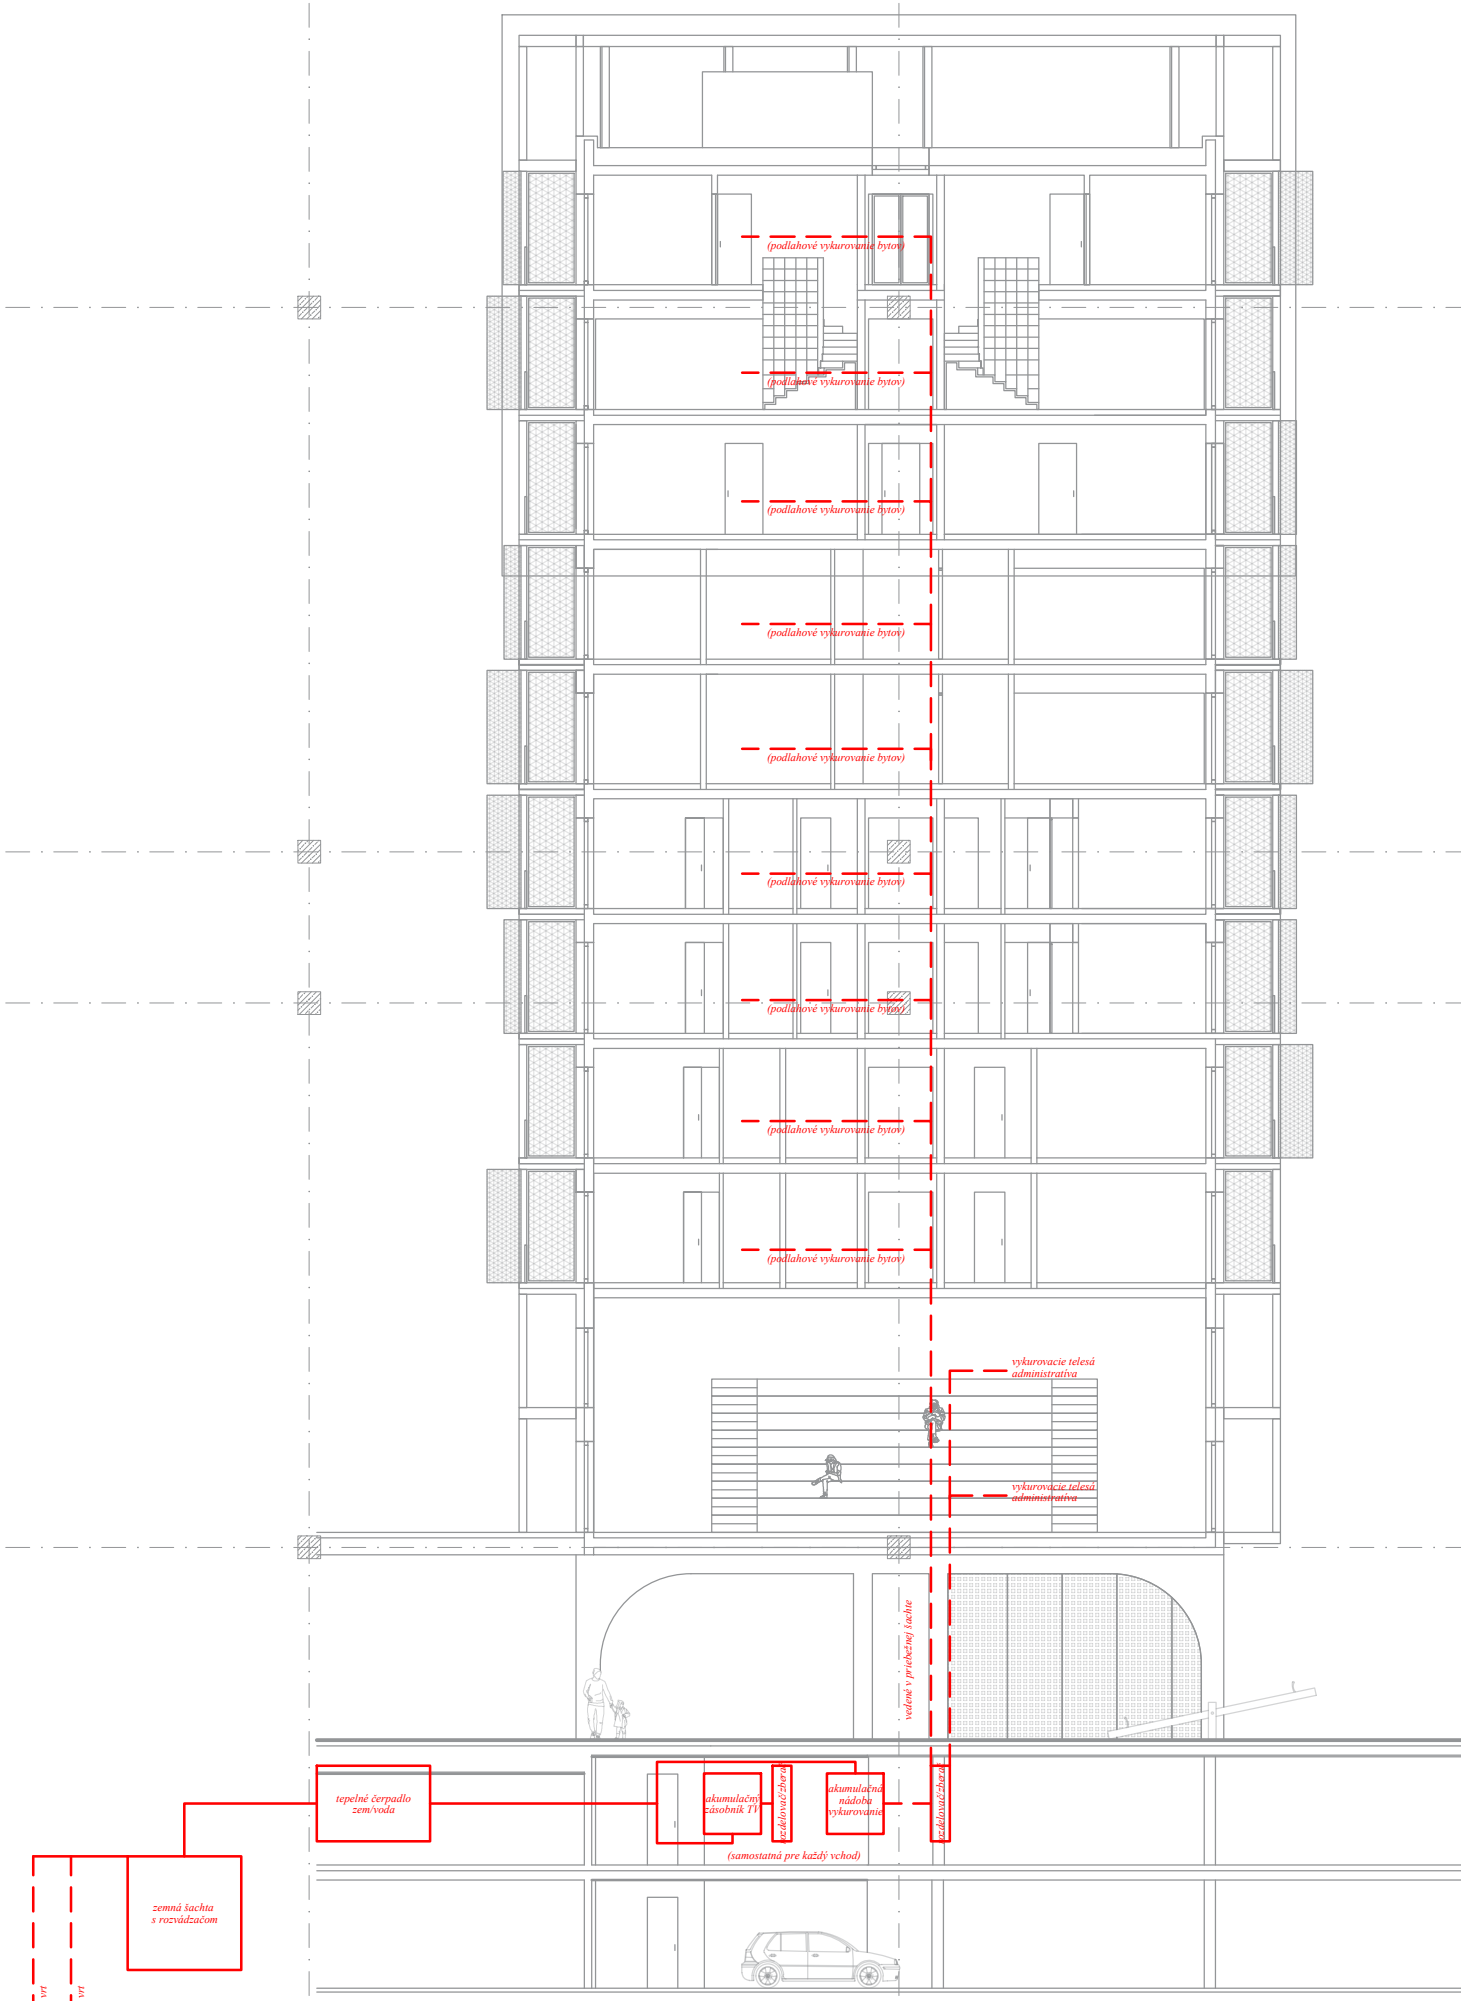 (podlahové vykurovanie bytov)
(podlahové vykurovanie bytov)
(podlahové vykurovanie bytov)
(podlahové vykurovanie bytov)
(podlahové vykurovanie bytov)
(podlahové vykurovanie bytov)
(podlahové vykurovanie bytov)
(podlahové vykurovanie bytov)
(podlahové vykurovanie bytov)
vykurovacie telesá
administratíva
vykurovacie telesá
administratíva
vedené v priebežnej šachte
tepelné čerpadlo
zem/voda
akumulačný
zásobník TV
rozdelovač/zberač
akumulačná
nádoba
vykurovanie
rozdelovač/zberač
(samostatná pre každý vchod)
zemná šachta
s rozvádzačom
vrt
vrt